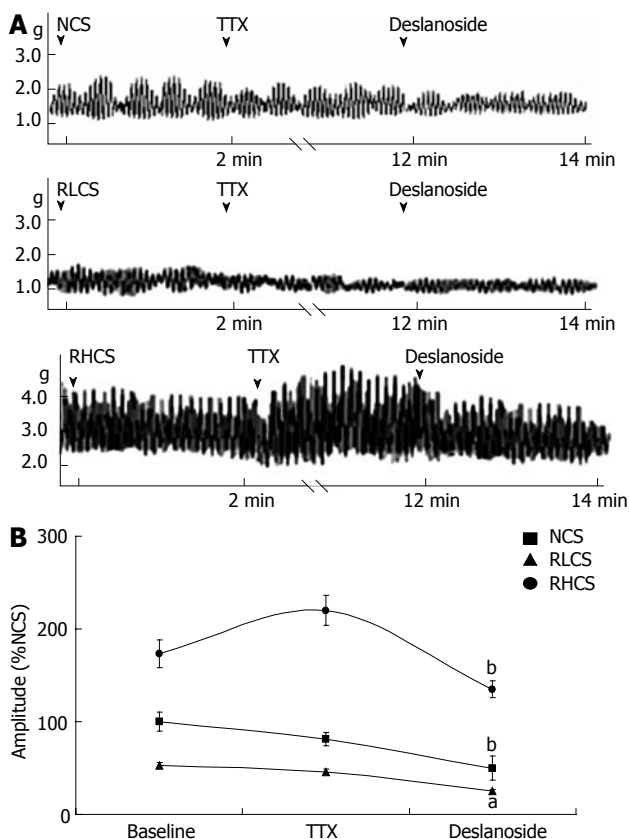 A
g NCS TTX Deslanoside
3.0
2.0
1.0
2 min 12 min 14 min
g RLCS TTX Deslanoside
3.0
2.0
1.0
2 min 12 min 14 min
g RHCS TTX Deslanoside
4.0
3.0
2.0
2 min 12 min 14 min
B
Amplitude (%NCS)
300
200
100
0
NCS
RLCS
RHCS
b
b
a
Baseline TTX Deslanoside